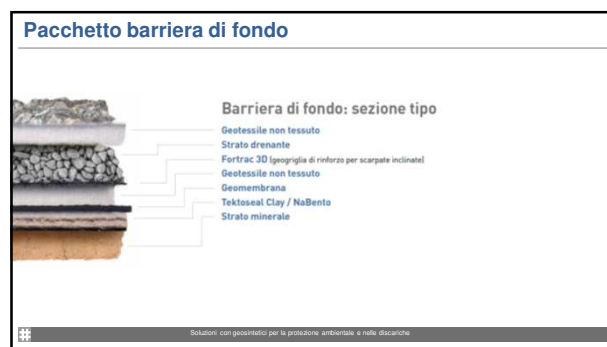 Pacchetto barriera di fondo
Barriera di fondo: sezione tipo
Geotessile non tessuto
Strato drenante
Fortrac 3D (geogriglia di rinforzo per scarpate inclinate)
Geotessile non tessuto
Geomembrana
Tektoseal Clay / NaBento
Strato minerale
Soluzioni con geosintetici per la protezione ambientale e nelle discariche